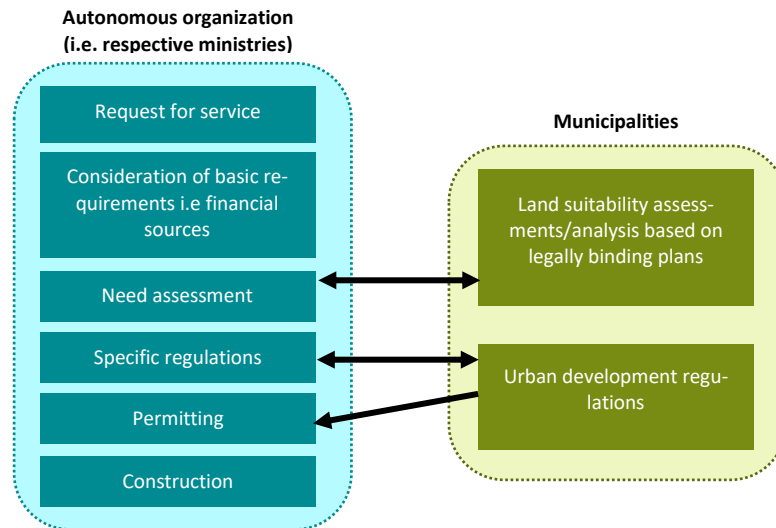 Autonomous organization
(i.e. respective ministries)
Request for service
Consideration of basic re-
quirements i.e financial
sources
Need assessment
Specific regulations
Permitting
Construction
Municipalities
Land suitability assess-
ments/analysis based on
legally binding plans
Urban development regu-
lations